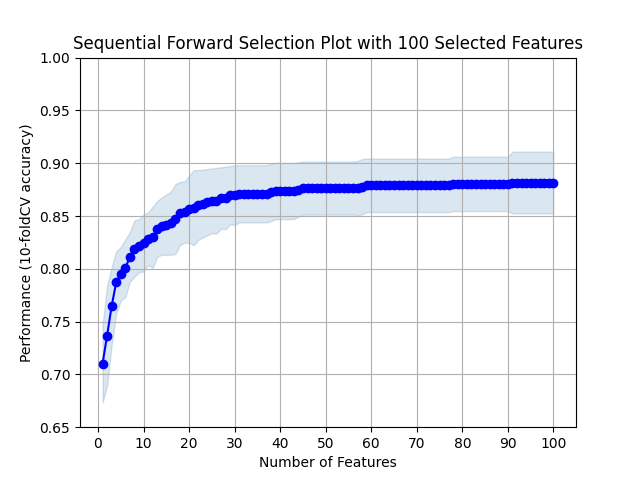 Sequential Forward Selection Plot with 100 Selected Features
1.00
0.95
0.90
0.85
0.80
0.75
0.70
0.65
Performance (10-foldCV accuracy)
0 10 20 30 40 50 60 70 80 90 100
Number of Features